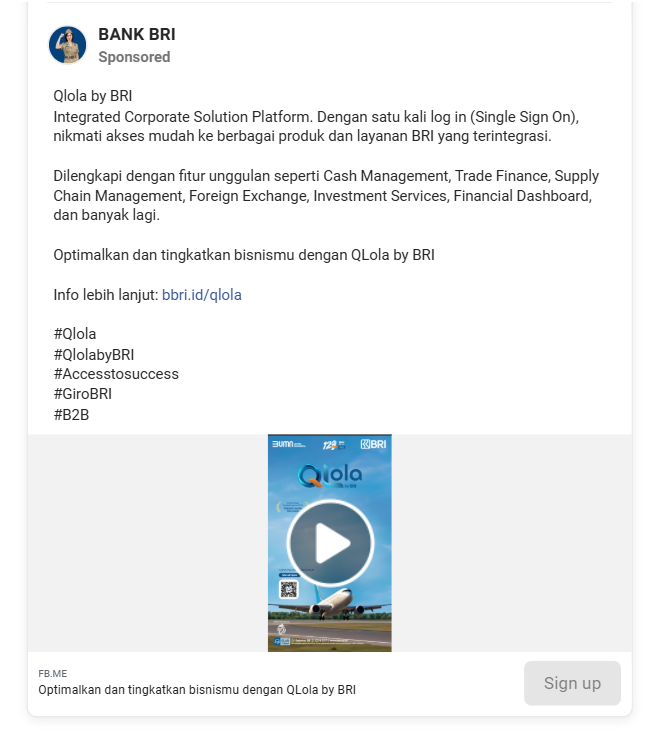 BANK BRI
Sponsored
Qlola by BRI
Integrated Corporate Solution Platform. Dengan satu kali log in (Single Sign On),
nikmati akses mudah ke berbagai produk dan layanan BRI yang terintegrasi.
Dilengkapi dengan fitur unggulan seperti Cash Management, Trade Finance, Supply
Chain Management, Foreign Exchange, Investment Services, Financial Dashboard,
dan banyak lagi.
Optimalkan dan tingkatkan bisnismu dengan QLola by BRI
Info lebih lanjut: bbri.id/qlola
#Qlola
#QlolabyBRI
#Accesstosuccess
#GiroBRI
#B2B
BUMN
BRI
Qlola
by BRI
FB.ME
Optimalkan dan tingkatkan bisnismu dengan QLola by BRI
Sign up